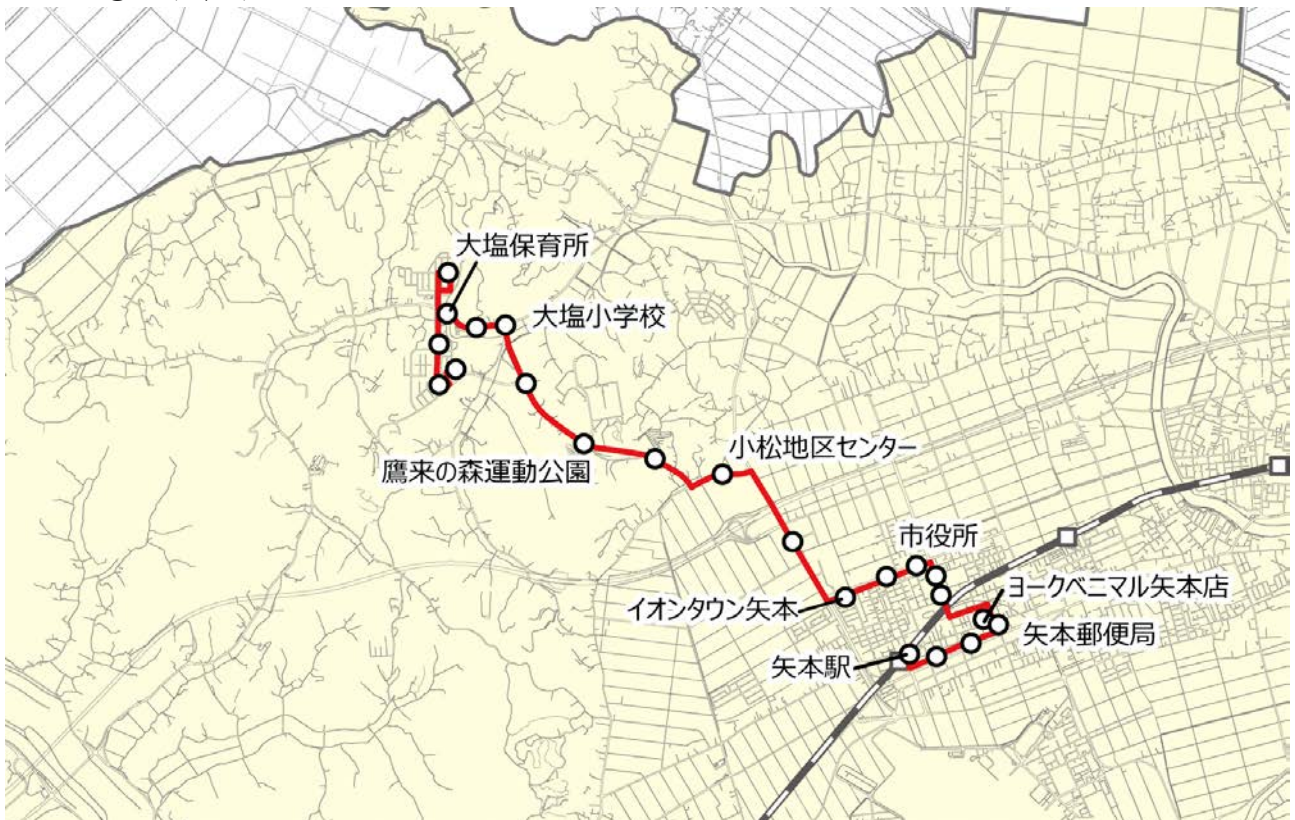 大塩保育所
大塩小学校
鷹来の森運動公園
小松地区センター
市役所
イオンタウン矢本
ヨークベニマル矢本店
矢本郵便局
矢本駅